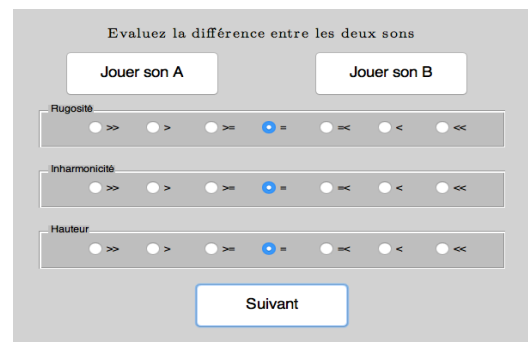 Evaluez la différence entre les deux sons
Jouer son A Jouer son B
Rugosité
>> > >= = =< < <<
Inharmonicité
>> > >= = =< < <<
Hauteur
>> > >= = =< < <<
Suivant